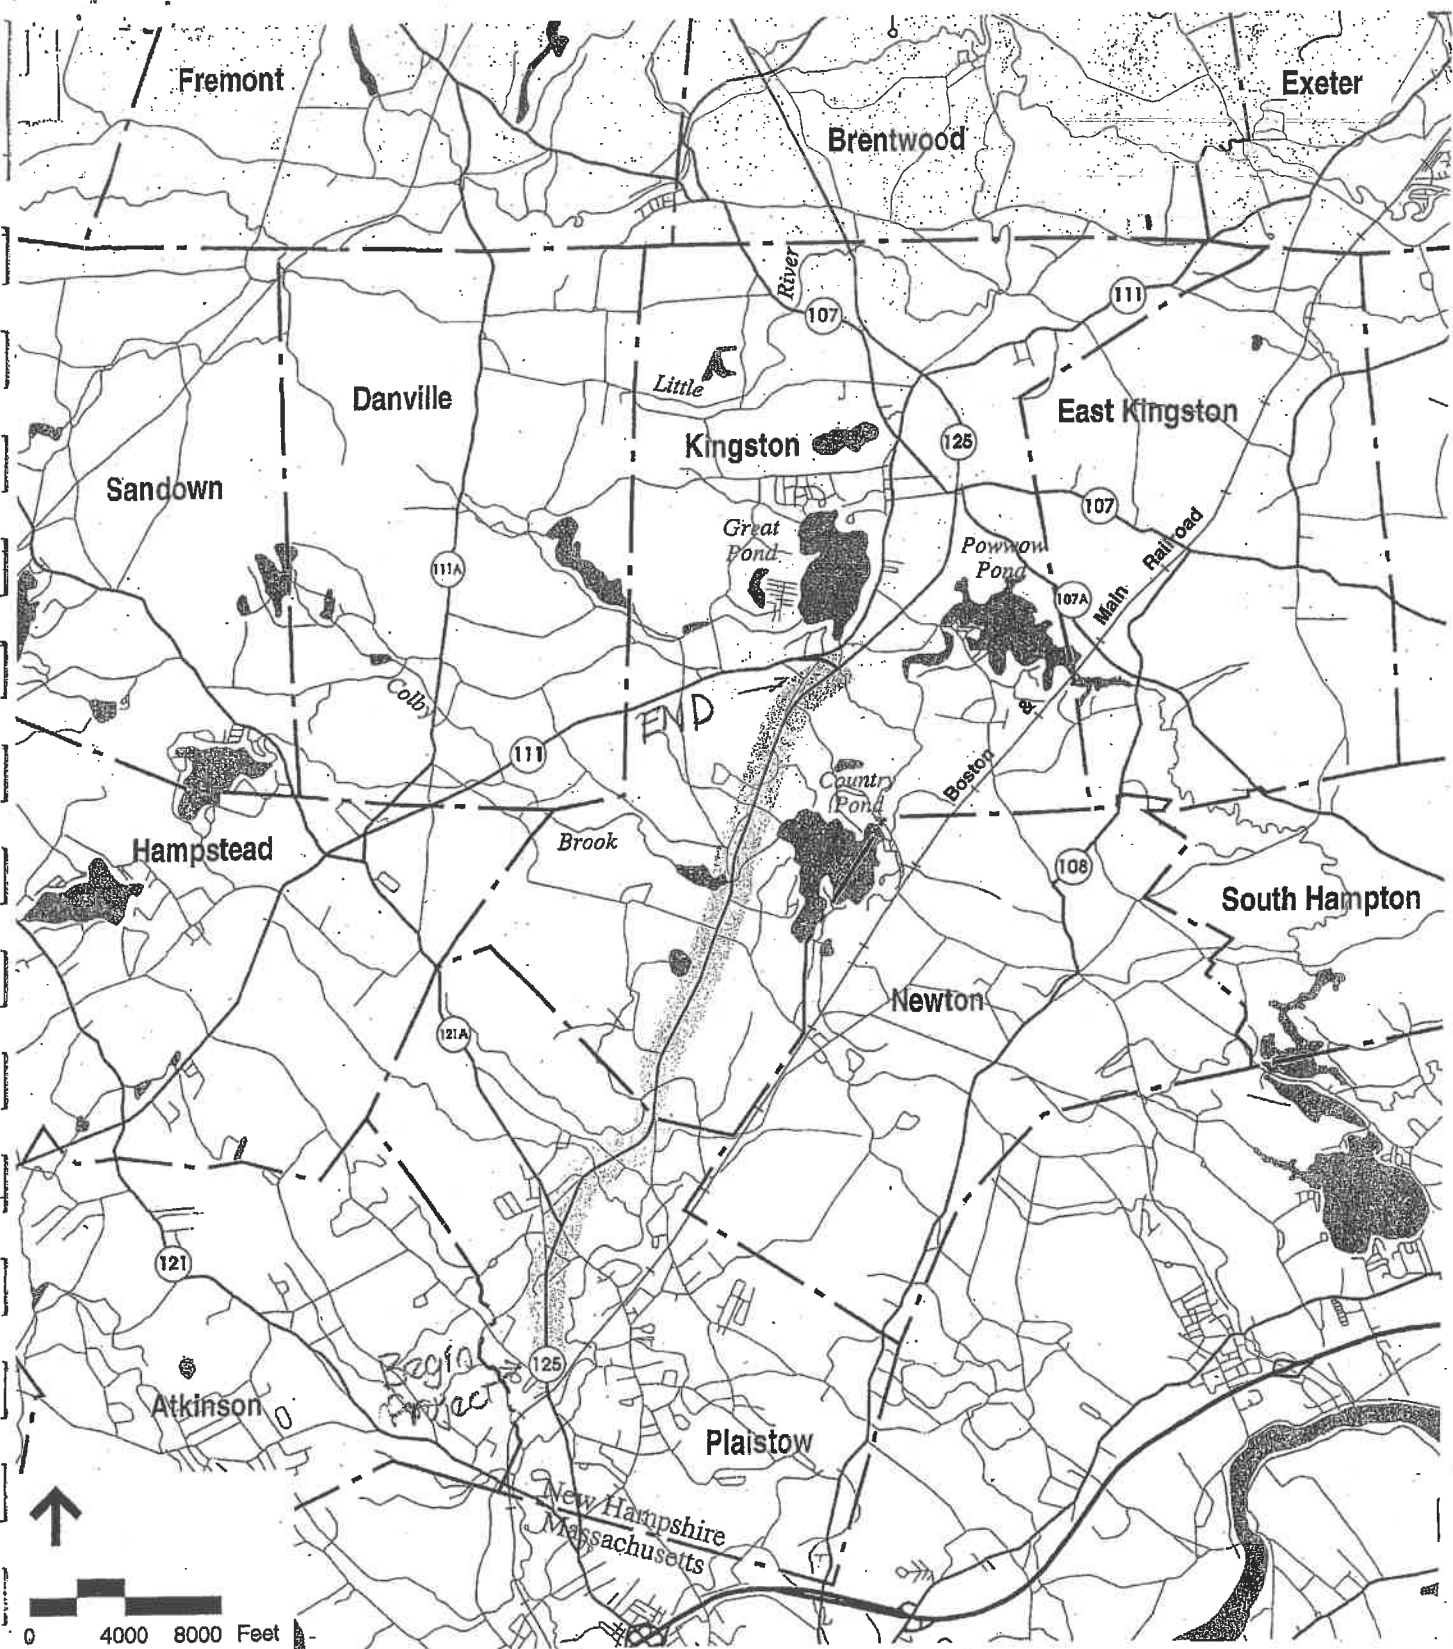 Fremont
Exeter
Brentwood
River
111
107
Little
Danville
East Kingston
125
Kingston
Sandown
107
Great
Pond
Powwow
Pond
Railroad
111A
107A
Main
Colby
END
&
111
Country
Pond
Boston
Brook
Hampstead
108
South Hampton
Newton
121A
121
Begin
125
Atkinson
Plaistow
New Hampshire
Massachusetts
0 4000 8000 Feet